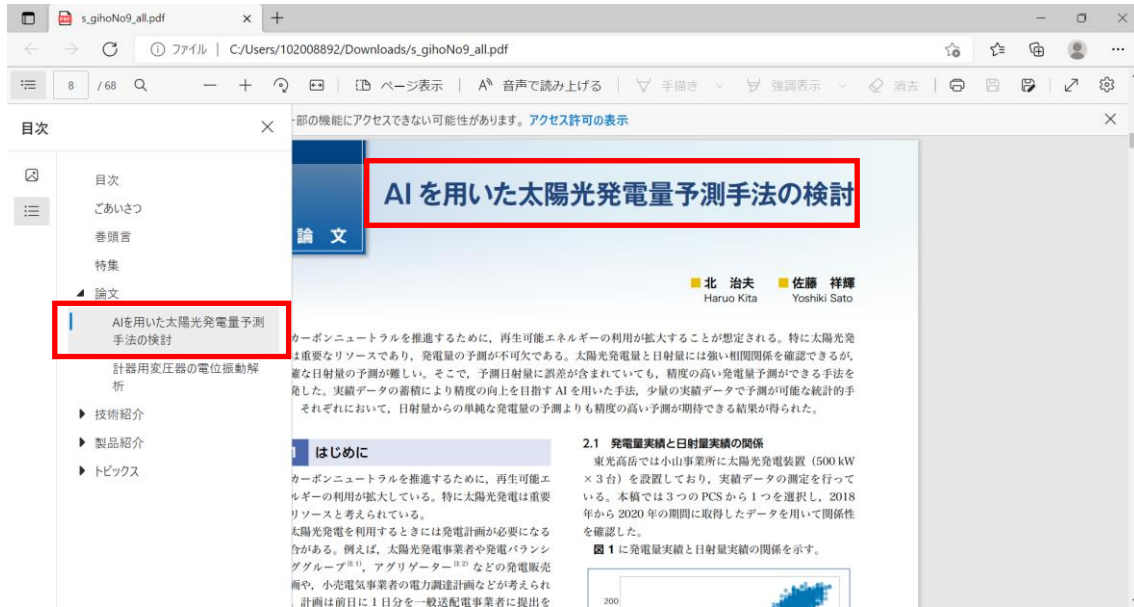 s_gihoNo9_all.pdf
ファイル | C:/Users/102008892/Downloads/s_gihoNo9_all.pdf
8 /68 ページ表示 音声で読み上げる 手描き 強調表示 消去
目次
一部の機能にアクセスできない可能性があります。アクセス許可の表示
目次
ごあいさつ
巻頭言
特集
論文
AIを用いた太陽光発電量予測
手法の検討
計器用変圧器の電位振動解
析
技術紹介
製品紹介
トピックス
論 文
AI を用いた太陽光発電量予測手法の検討
北 治夫 佐藤 祥輝
Haruo Kita Yoshiki Sato
カーボンニュートラルを推進するために，再生可能エネルギーの利用が拡大することが想定される。特に太陽光発
は重要なリソースであり，発電量の予測が不可欠である。太陽光発電量と日射量には強い相関関係を確認できるが，
確な日射量の予測が難しい。そこで，予測日射量に誤差が含まれていても，精度の高い発電量予測ができる手法を
発した。実績データの蓄積により精度の向上を目指す AI を用いた手法，少量の実績データで予測が可能な統計的手
それぞれにおいて，日射量からの単純な発電量の予測よりも精度の高い予測が期待できる結果が得られた。
はじめに
カーボンニュートラルを推進するために，再生可能エ
ルギーの利用が拡大している。特に太陽光発電は重要
リソースと考えられている。
太陽光発電を利用するときには発電計画が必要になる
合がある。例えば，太陽光発電事業者や発電バランシ
ググループ注1)，アグリゲーター注2) などの発電販売
画や，小売電気事業者の電力調達計画などが考えられ
計画は前日に 1 日分を一般送配電事業者に提出を
2.1 発電量実績と日射量実績の関係
東光高岳では小山事業所に太陽光発電装置（500 kW
× 3 台）を設置しており，実績データの測定を行って
いる。本稿では 3 つの PCS から 1 つを選択し，2018
年から 2020 年の期間に取得したデータを用いて関係性
を確認した。
図 1 に発電量実績と日射量実績の関係を示す。
200